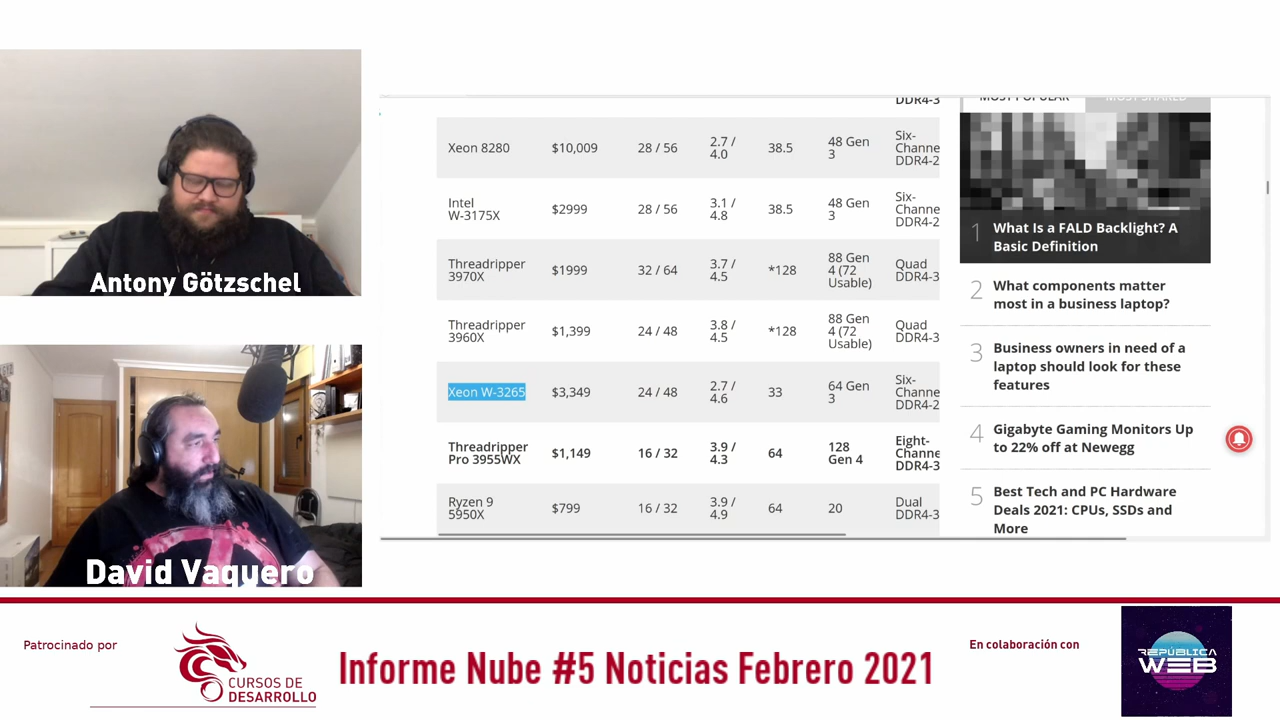 Antony Götzschel
David Vaquero
DDR4-3
Xeon 8280 $10,009 28 / 56 2.7 / 4.0 38.5 48 Gen 3 Six-Channe DDR4-2
Intel W-3175X $2999 28 / 56 3.1 / 4.8 38.5 48 Gen 3 Six-Channe DDR4-2
Threadripper 3970X $1999 32 / 64 3.7 / 4.5 *128 88 Gen 4 (72 Usable) Quad DDR4-3
Threadripper 3960X $1,399 24 / 48 3.8 / 4.5 *128 88 Gen 4 (72 Usable) Quad DDR4-3
Xeon W-3265 $3,349 24 / 48 2.7 / 4.6 33 64 Gen 3 Six-Channe DDR4-2
Threadripper Pro 3955WX $1,149 16 / 32 3.9 / 4.3 64 128 Gen 4 Eight-Channe DDR4-3
Ryzen 9 5950X $799 16 / 32 3.9 / 4.9 64 20 Dual DDR4-3
MOST POPULAR MOST SHARED
1 What Is a FALD Backlight? A
Basic Definition
2 What components matter
most in a business laptop?
3 Business owners in need of a
laptop should look for these
features
4 Gigabyte Gaming Monitors Up
to 22% off at Newegg
5 Best Tech and PC Hardware
Deals 2021: CPUs, SSDs and
More
Patrocinado por
CURSOS DE
DESARROLLO
Informe Nube #5 Noticias Febrero 2021
En colaboración con
REPÚBLICA
WEB